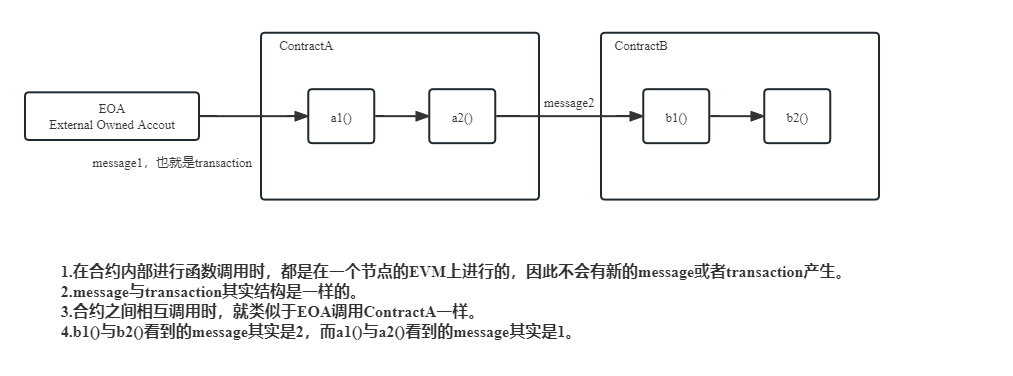 ContractA
ContractB
EOA
External Owned Accout
a1()
a2()
message2
b1()
b2()
message1，也就是transaction
1.在合约内部进行函数调用时，都是在一个节点的EVM上进行的，因此不会有新的message或者transaction产生。
2.message与transaction其实结构是一样的。
3.合约之间相互调用时，就类似于EOA调用ContractA一样。
4.b1()与b2()看到的message其实是2，而a1()与a2()看到的message其实是1。